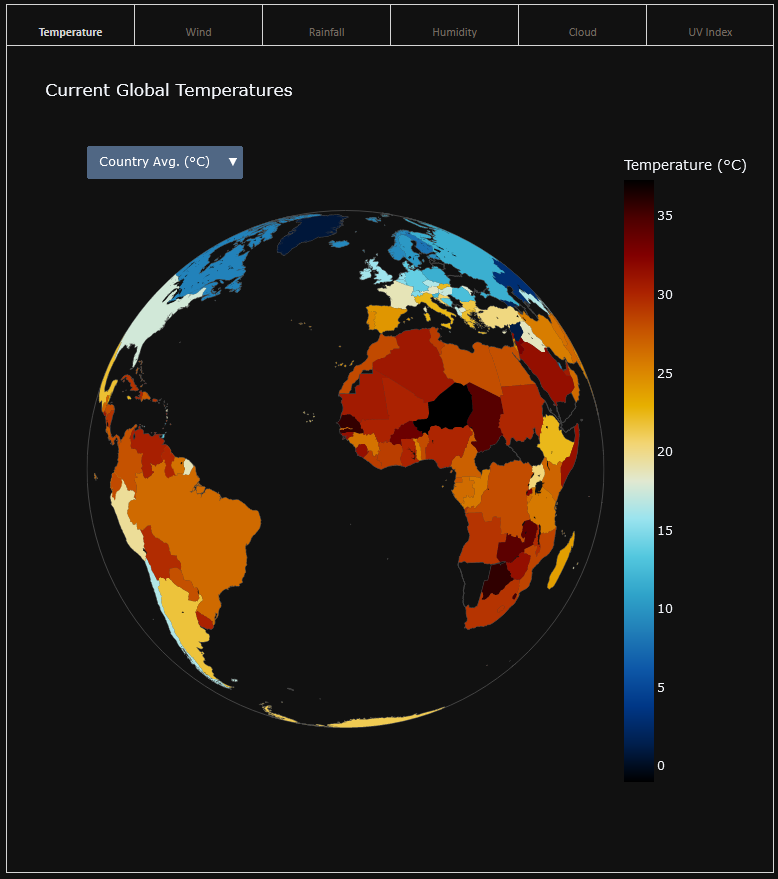 Temperature Wind Rainfall Humidity Cloud UV Index
Current Global Temperatures
Country Avg. (°C) ▼
Temperature (°C)
35
30
25
20
15
10
5
0